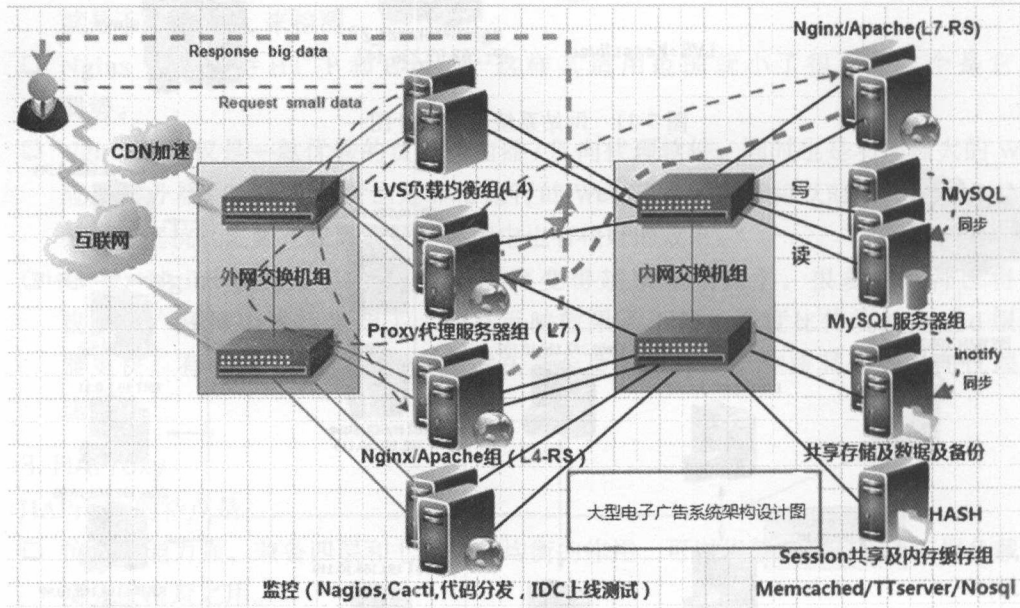 Nginx/Apache(L7-RS)
Response big data
Request small data
CDN加速
LVS负载均衡组(L4)
写
MySQL
同步
互联网
外网交换机组
内网交换机组
读
Proxy代理服务器组(L7)
MySQL服务器组
inotify
同步
Nginx/Apache组(L4-RS)
共享存储及数据及备份
大型电子广告系统架构设计图
HASH
Session共享及内存缓存组
监控(Nagios,Cacti,代码分发,IDC上线测试)
Memcached/TTserver/Nosql